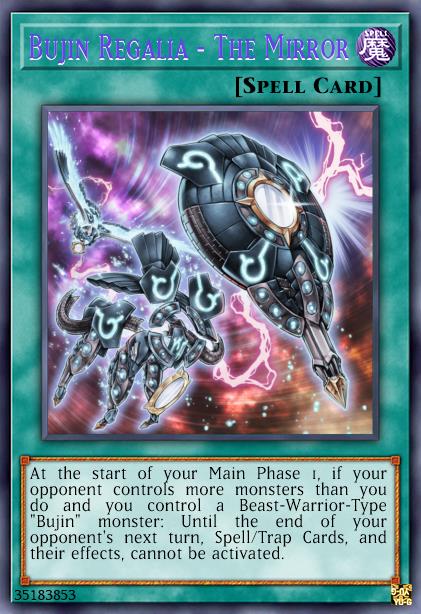 Bujin Regalia - The Mirror
SPELL
魔
[Spell Card]
At the start of your Main Phase 1, if your
opponent controls more monsters than you
do and you control a Beast-Warrior-Type
"Bujin" monster: Until the end of your
opponent's next turn, Spell/Trap Cards, and
their effects, cannot be activated.
35183853